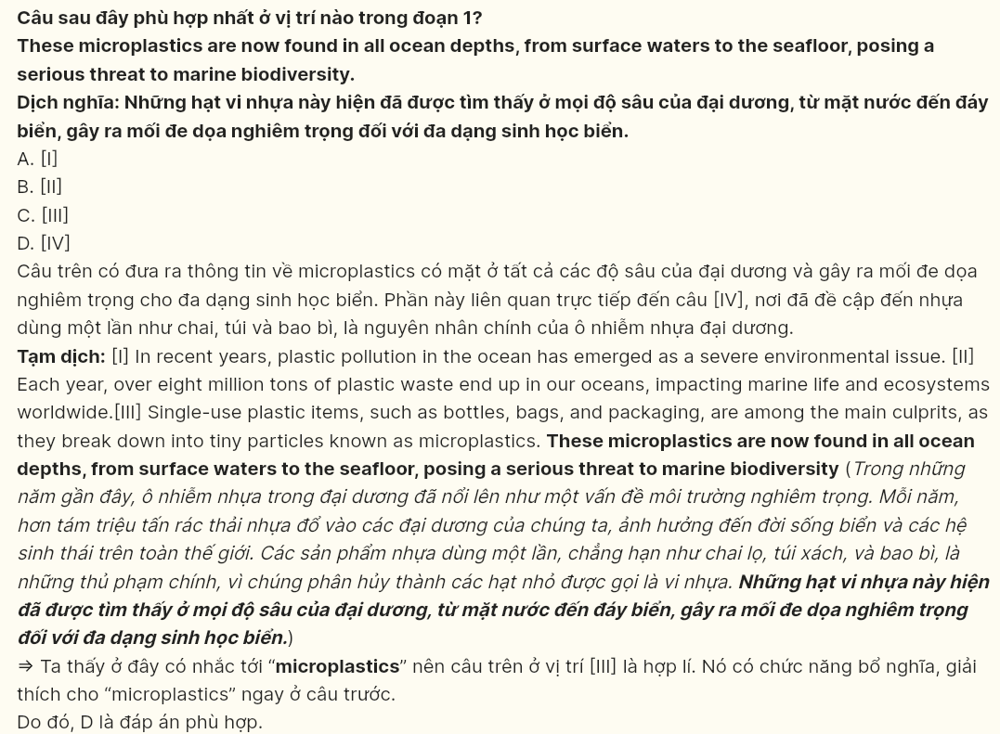 Câu sau đây phù hợp nhất ở vị trí nào trong đoạn 1?
These microplastics are now found in all ocean depths, from surface waters to the seafloor, posing a
serious threat to marine biodiversity.
Dịch nghĩa: Những hạt vi nhựa này hiện đã được tìm thấy ở mọi độ sâu của đại dương, từ mặt nước đến đáy
biển, gây ra mối đe dọa nghiêm trọng đối với đa dạng sinh học biển.
A. [I]
B. [II]
C. [III]
D. [IV]
Câu trên có đưa ra thông tin về microplastics có mặt ở tất cả các độ sâu của đại dương và gây ra mối đe dọa
nghiêm trọng cho đa dạng sinh học biển. Phần này liên quan trực tiếp đến câu [IV], nơi đã đề cập đến nhựa
dùng một lần như chai, túi và bao bì, là nguyên nhân chính của ô nhiễm nhựa đại dương.
Tạm dịch: [I] In recent years, plastic pollution in the ocean has emerged as a severe environmental issue. [II]
Each year, over eight million tons of plastic waste end up in our oceans, impacting marine life and ecosystems
worldwide.[III] Single-use plastic items, such as bottles, bags, and packaging, are among the main culprits, as
they break down into tiny particles known as microplastics. These microplastics are now found in all ocean
depths, from surface waters to the seafloor, posing a serious threat to marine biodiversity (Trong những
năm gần đây, ô nhiễm nhựa trong đại dương đã nổi lên như một vấn đề môi trường nghiêm trọng. Mỗi năm,
hơn tám triệu tấn rác thải nhựa đổ vào các đại dương của chúng ta, ảnh hưởng đến đời sống biển và các hệ
sinh thái trên toàn thế giới. Các sản phẩm nhựa dùng một lần, chẳng hạn như chai lọ, túi xách, và bao bì, là
những thủ phạm chính, vì chúng phân hủy thành các hạt nhỏ được gọi là vi nhựa. Những hạt vi nhựa này hiện
đã được tìm thấy ở mọi độ sâu của đại dương, từ mặt nước đến đáy biển, gây ra mối đe dọa nghiêm trọng
đối với đa dạng sinh học biển.)
⇒ Ta thấy ở đây có nhắc tới “microplastics” nên câu trên ở vị trí [III] là hợp lí. Nó có chức năng bổ nghĩa, giải
thích cho “microplastics” ngay ở câu trước.
Do đó, D là đáp án phù hợp.